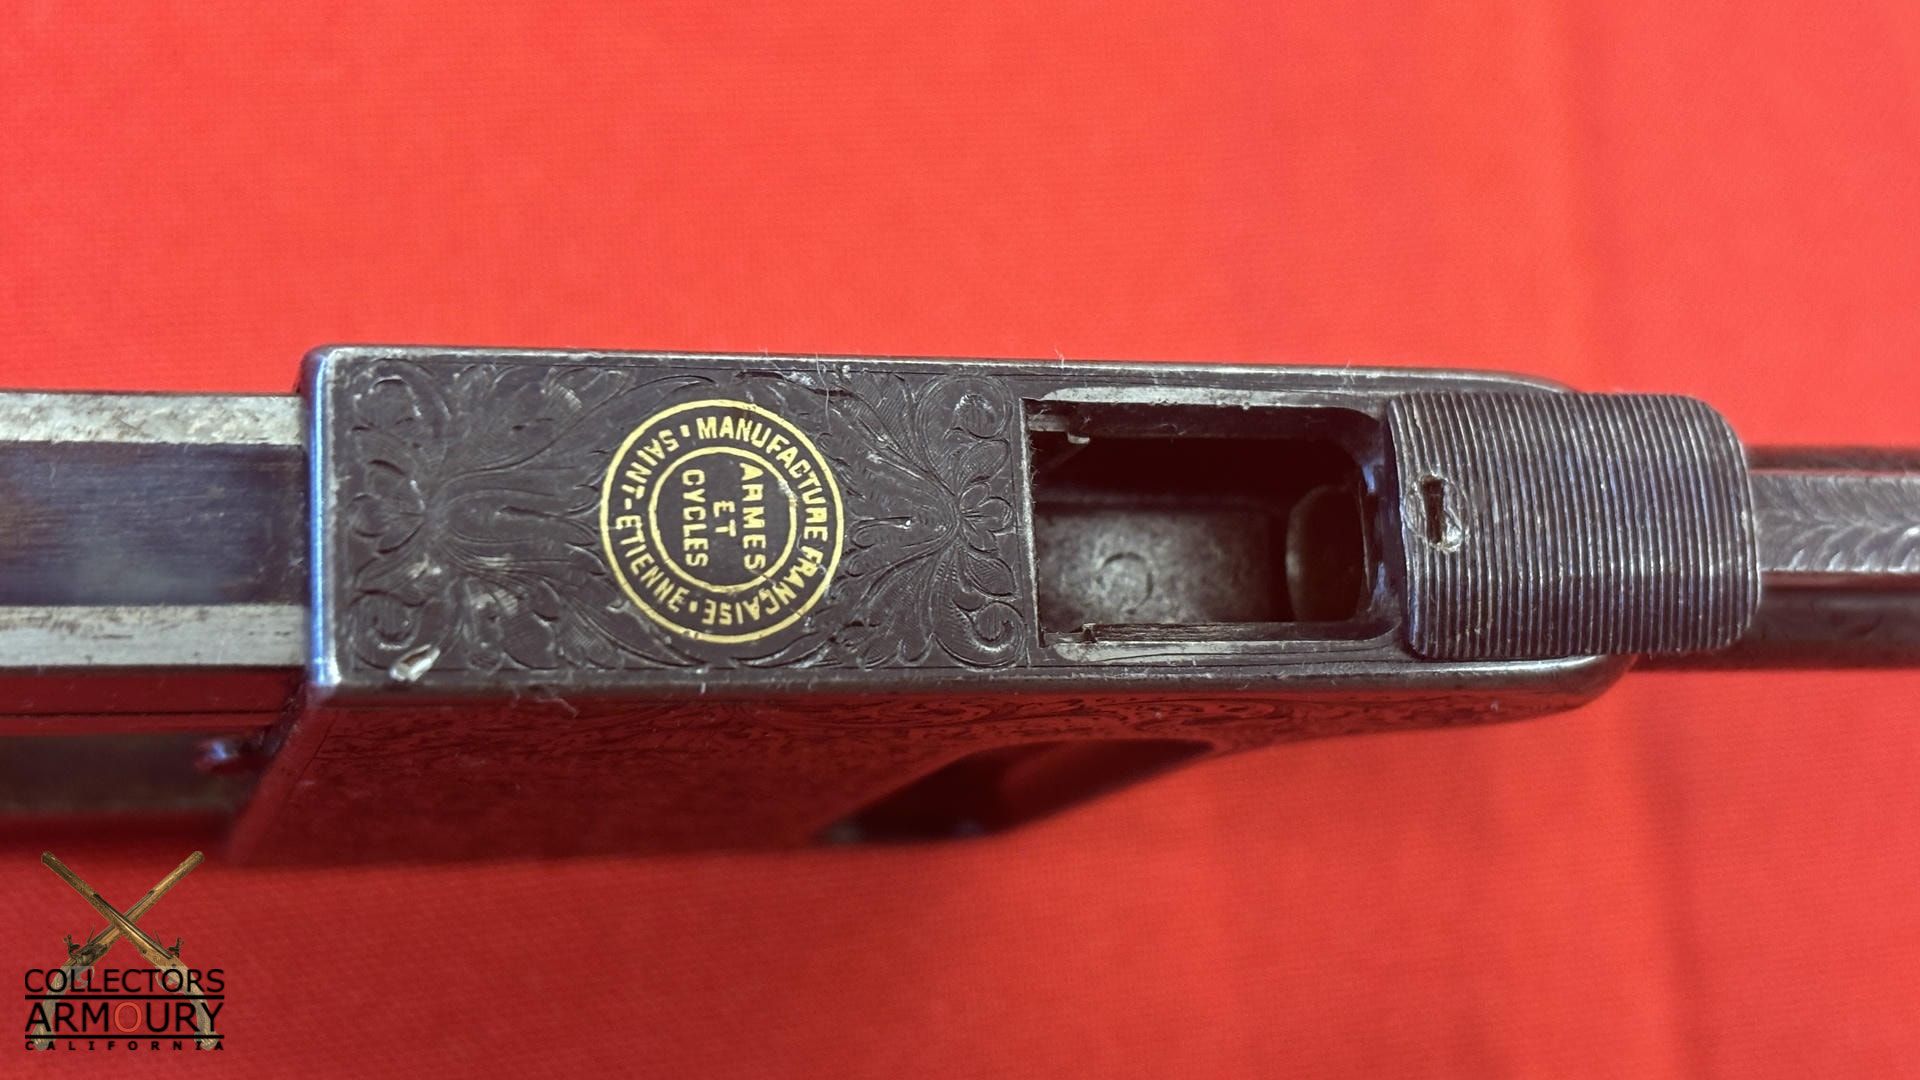 MANUFACTURE FRANÇAISE
SAINT-ETIENNE
ARMES
ET
CYCLES
COLLECTORS
ARMOURY
CALIFORNIA